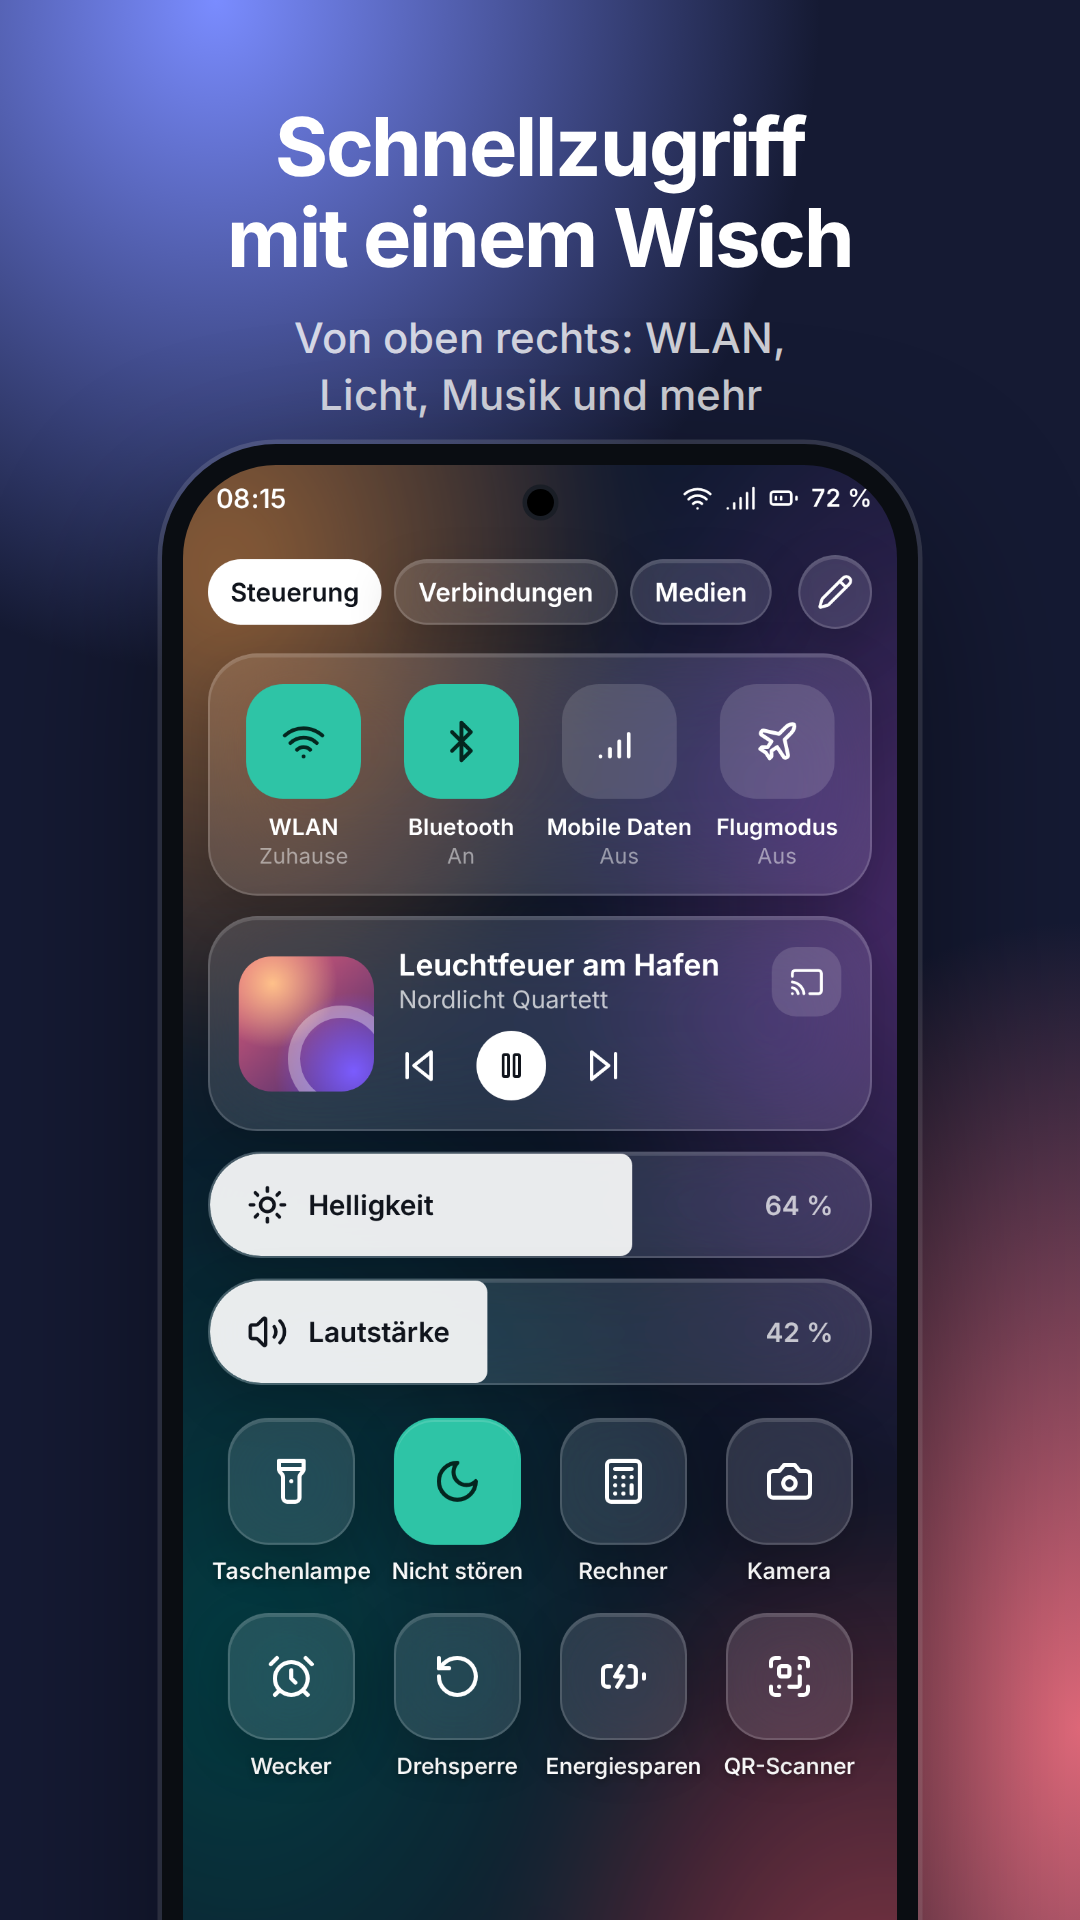 Schnellzugriff
mit einem Wisch
Von oben rechts: WLAN,
Licht, Musik und mehr
08:15 72 %
Steuerung Verbindungen Medien
WLAN Bluetooth Mobile Daten Flugmodus
Zuhause An Aus Aus
Leuchtfeuer am Hafen
Nordlicht Quartett
Helligkeit 64 %
Lautstärke 42 %
Taschenlampe Nicht stören Rechner Kamera
Wecker Drehsperre Energiesparen QR-Scanner